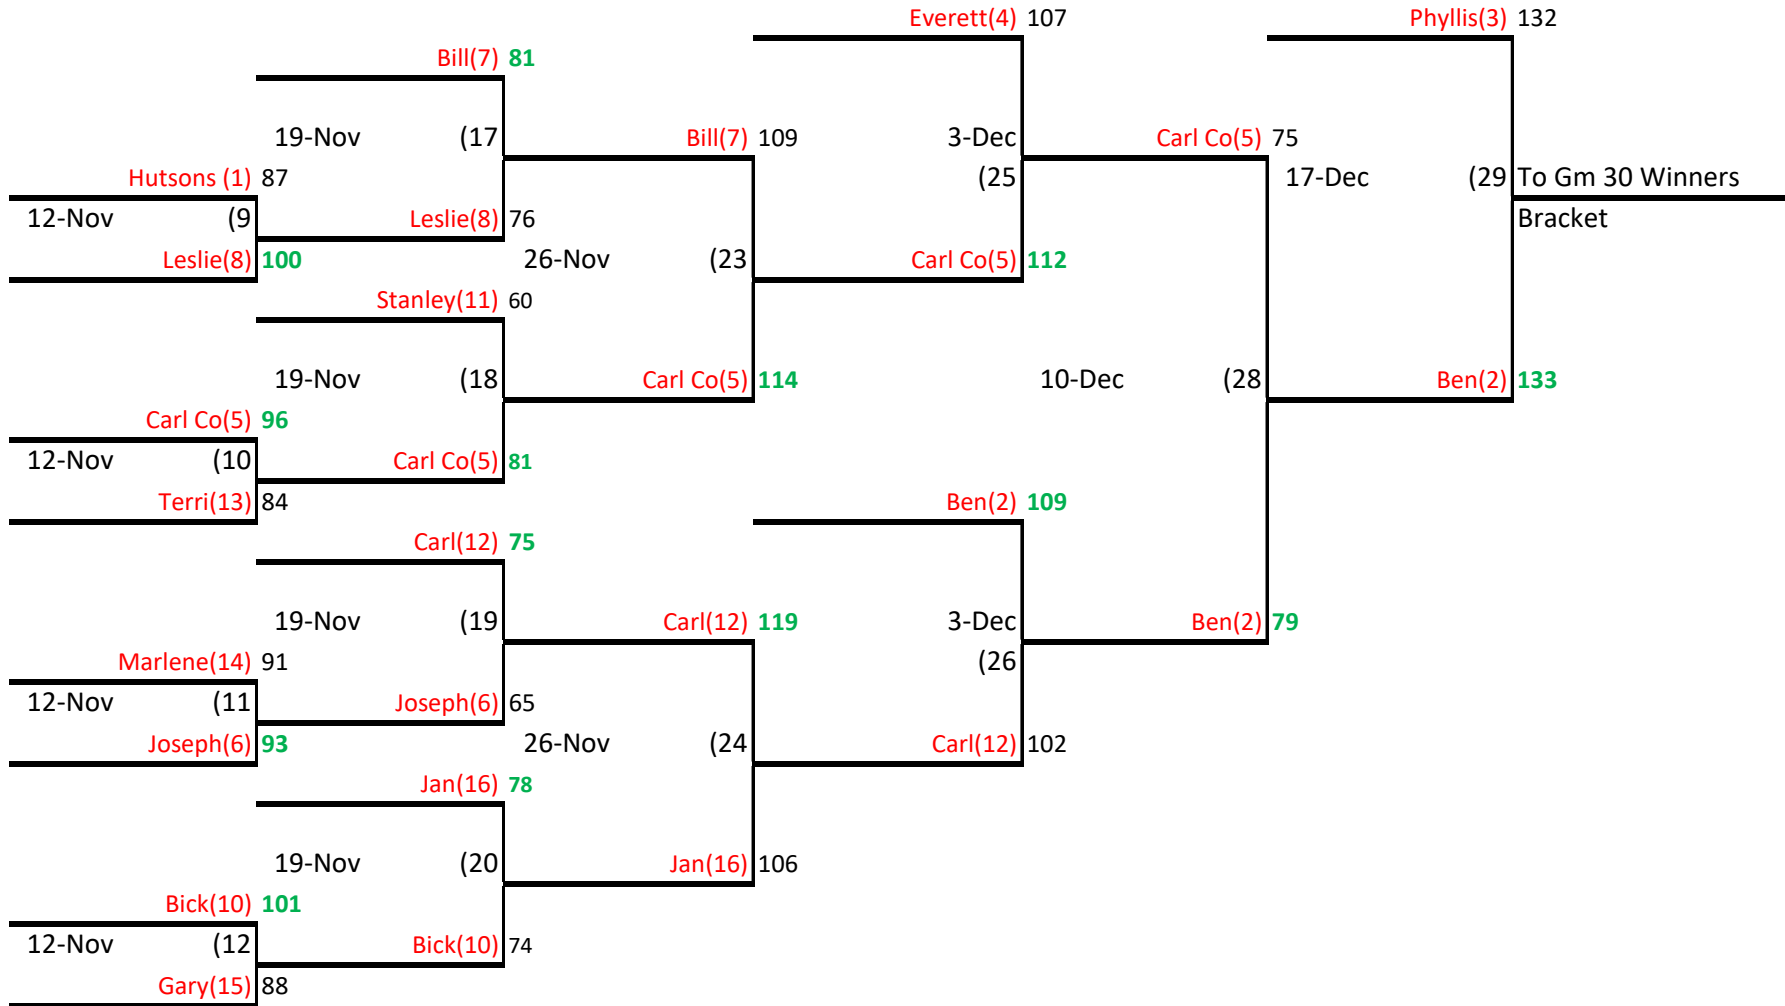 Everett(4) 107 Phyllis(3) 132
Bill(7) 81
19-Nov (17 Bill(7) 109 3-Dec Carl Co(5) 75
Hutsons (1) 87 (25 17-Dec (29 To Gm 30 Winners
12-Nov (9 Leslie(8) 76 Bracket
Leslie(8) 100 26-Nov (23 Carl Co(5) 112
Stanley(11) 60
19-Nov (18 Carl Co(5) 114 10-Dec (28 Ben(2) 133
Carl Co(5) 96
12-Nov (10 Carl Co(5) 81
Terri(13) 84 Ben(2) 109
Carl(12) 75
19-Nov (19 Carl(12) 119 3-Dec Ben(2) 79
Marlene(14) 91 (26
12-Nov (11 Joseph(6) 65
Joseph(6) 93 26-Nov (24 Carl(12) 102
Jan(16) 78
19-Nov (20 Jan(16) 106
Bick(10) 101
12-Nov (12 Bick(10) 74
Gary(15) 88